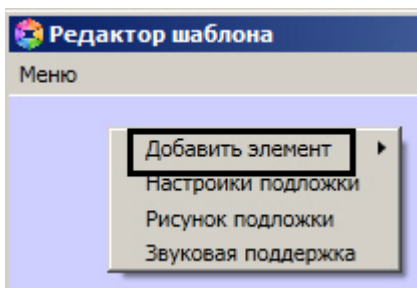 Редактор шаблона
Меню
Добавить элемент
Настройки подложки
Рисунок подложки
Звуковая поддержка